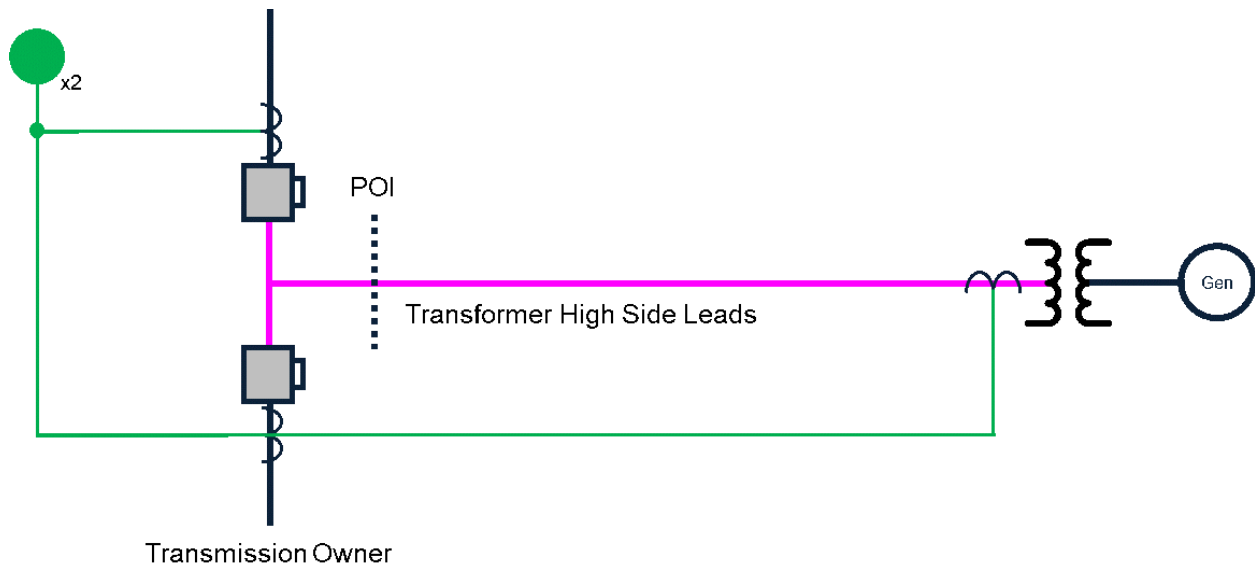 x2
POI
Gen
Transformer High Side Leads
Transmission Owner